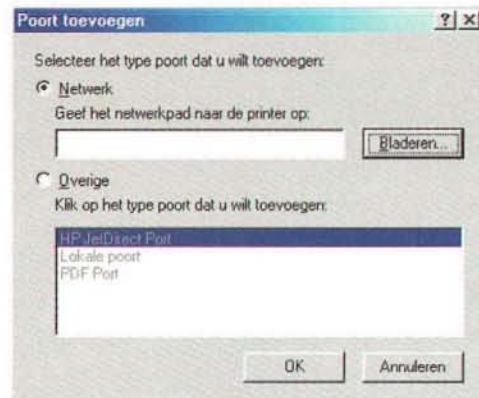 Poort toevoegen
Selecteer het type poort dat u wilt toevoegen:
Netwerk
Geef het netwerkpad naar de printer op:
Bladeren...
Overige
Klik op het type poort dat u wilt toevoegen:
HP JetDirect Port
Lokale poort
PDF Port
OK Annuleren